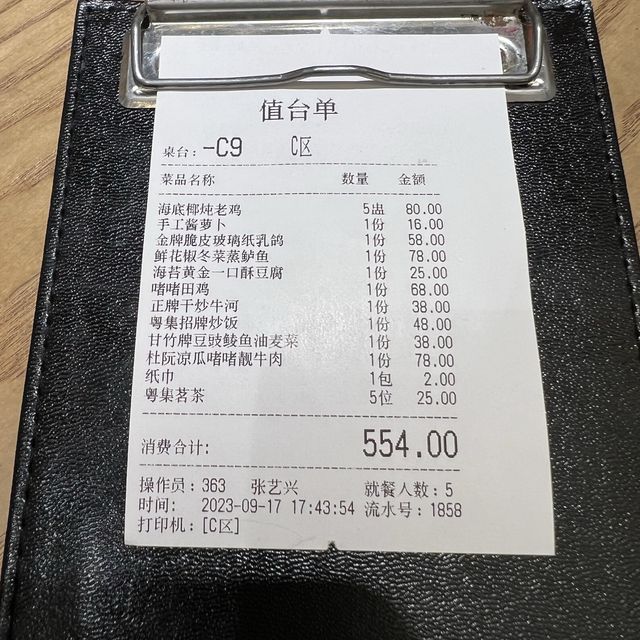 值台单
桌台：-C9 C区
菜品名称 数量 金额
海底椰炖老鸡 5盅 80.00
手工酱萝卜 1份 16.00
金牌脆皮玻璃纸乳鸽 1份 58.00
鲜花椒冬菜蒸鲈鱼 1份 78.00
海苔黄金一口酥豆腐 1份 25.00
啫啫田鸡 1份 68.00
正牌干炒牛河 1份 38.00
粤集招牌炒饭 1份 48.00
甘竹牌豆豉鲮鱼油麦菜 1份 38.00
杜阮凉瓜啫啫靓牛肉 1份 78.00
纸巾 1包 2.00
粤集茗茶 5位 25.00
消费合计: 554.00
操作员：363 张艺兴 就餐人数：5
时间: 2023-09-17 17:43:54 流水号：1858
打印机：[C区]